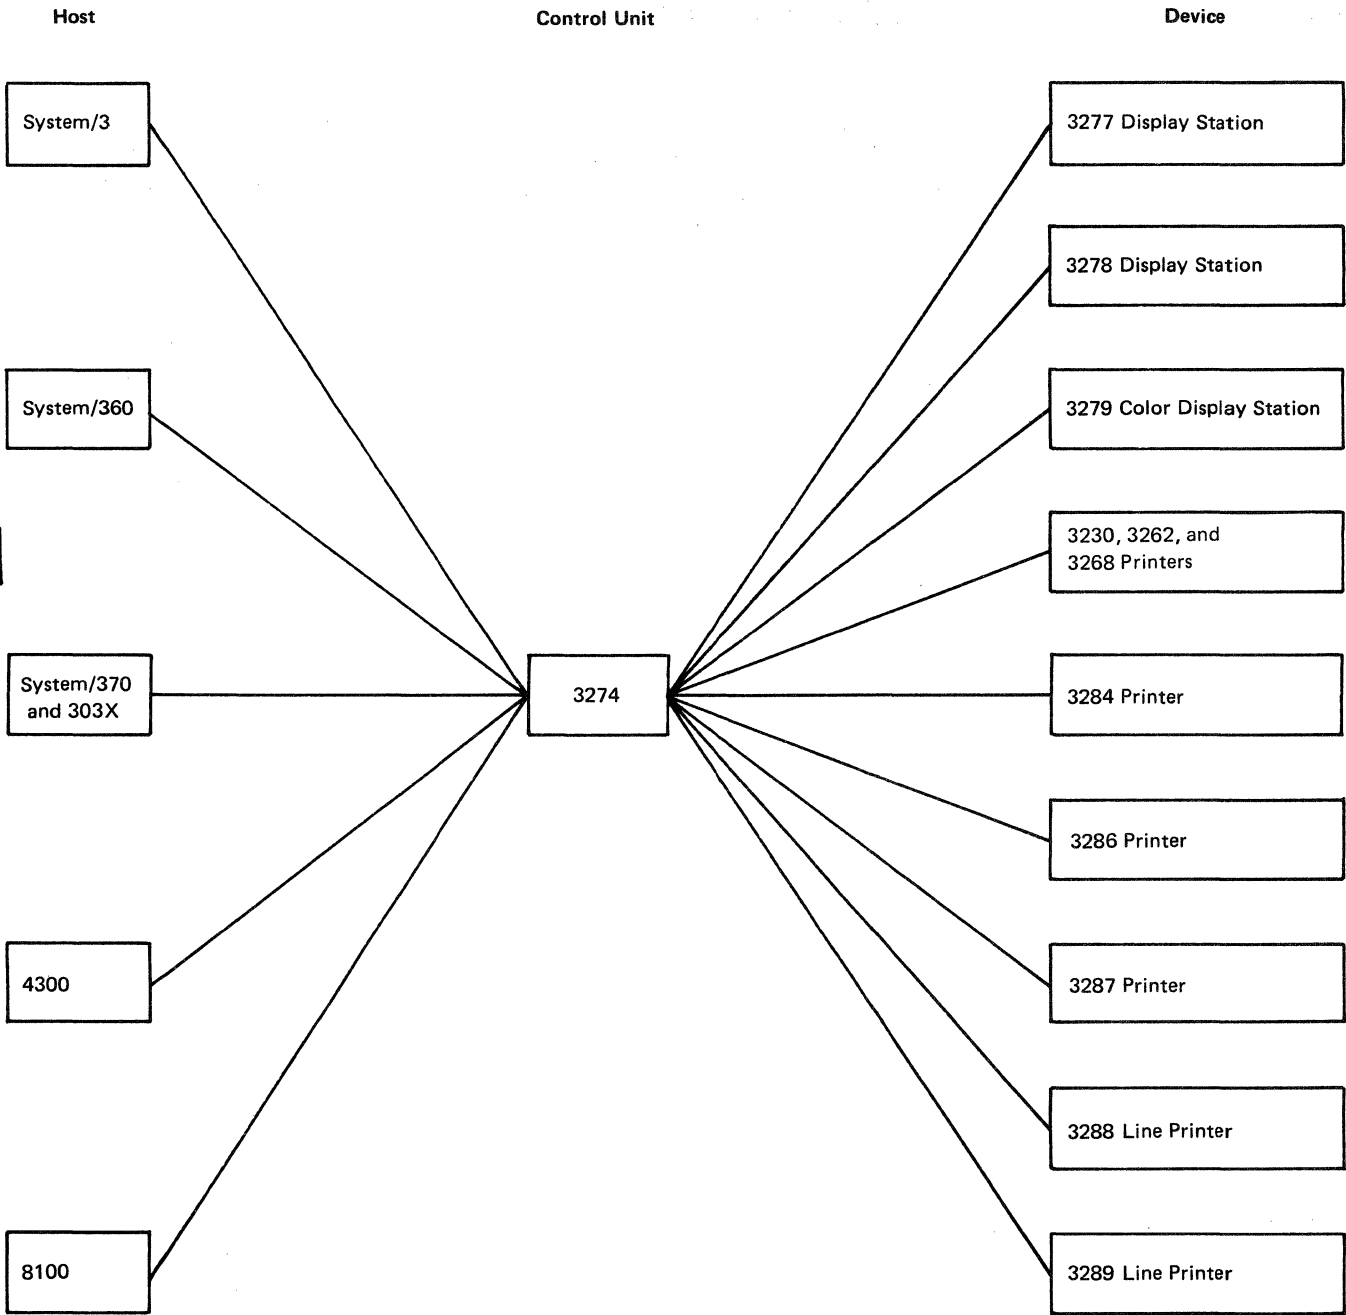 Host
Control Unit
Device
System/3
System/360
System/370
and 303X
4300
8100
3274
3277 Display Station
3278 Display Station
3279 Color Display Station
3230, 3262, and
3268 Printers
3284 Printer
3286 Printer
3287 Printer
3288 Line Printer
3289 Line Printer